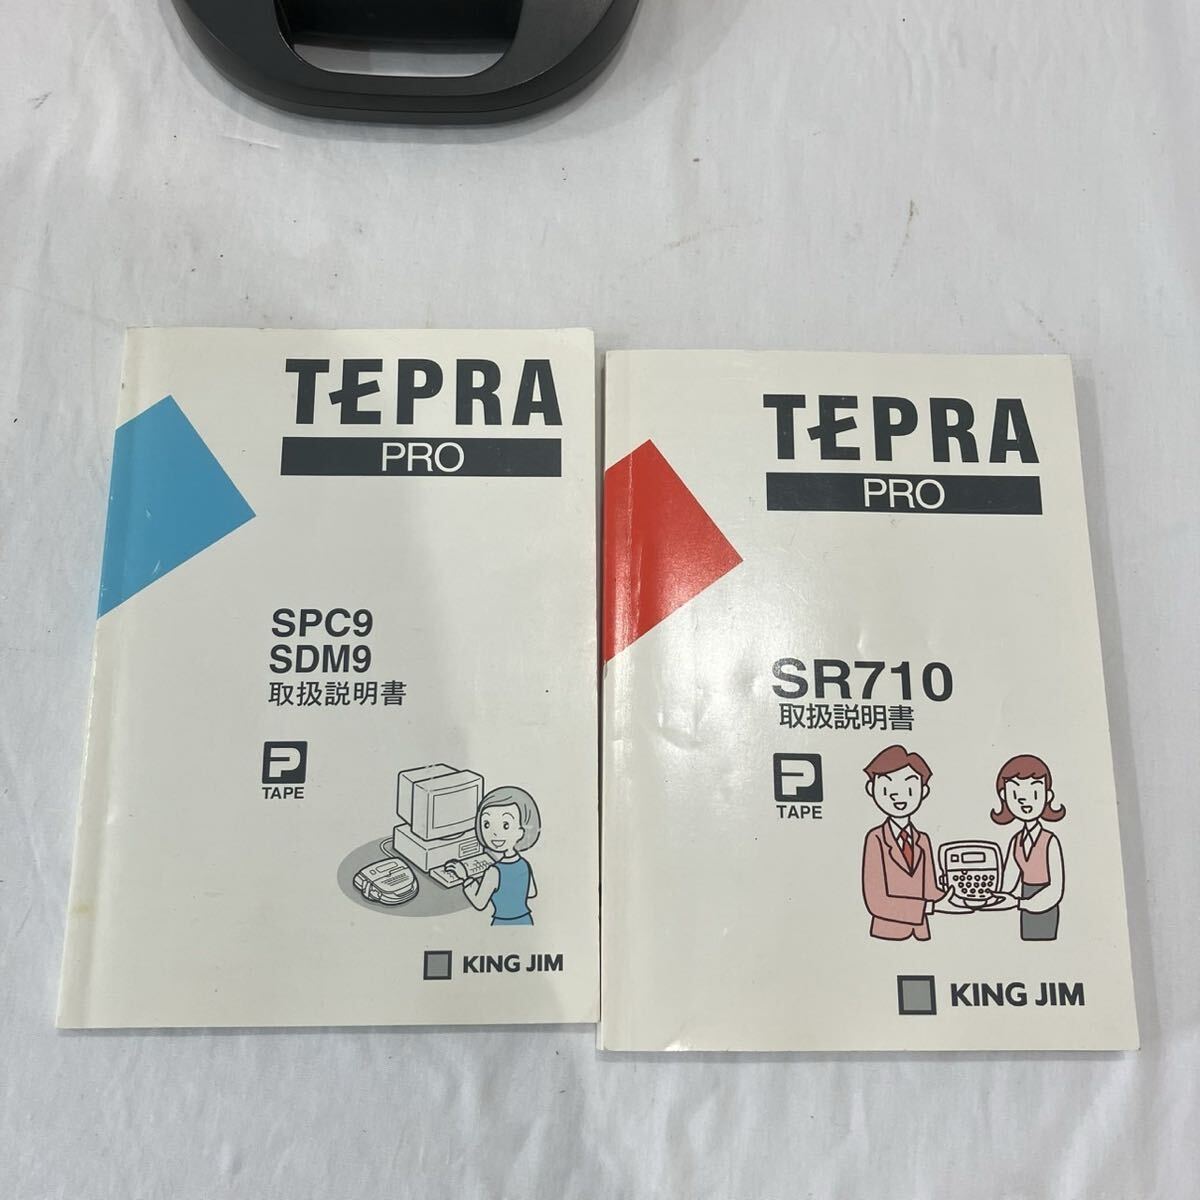 TEPRA
PRO
SPC9
SDM9
取扱説明書
P
TAPE
KING JIM
TEPRA
PRO
SR710
取扱説明書
P
TAPE
KING JIM